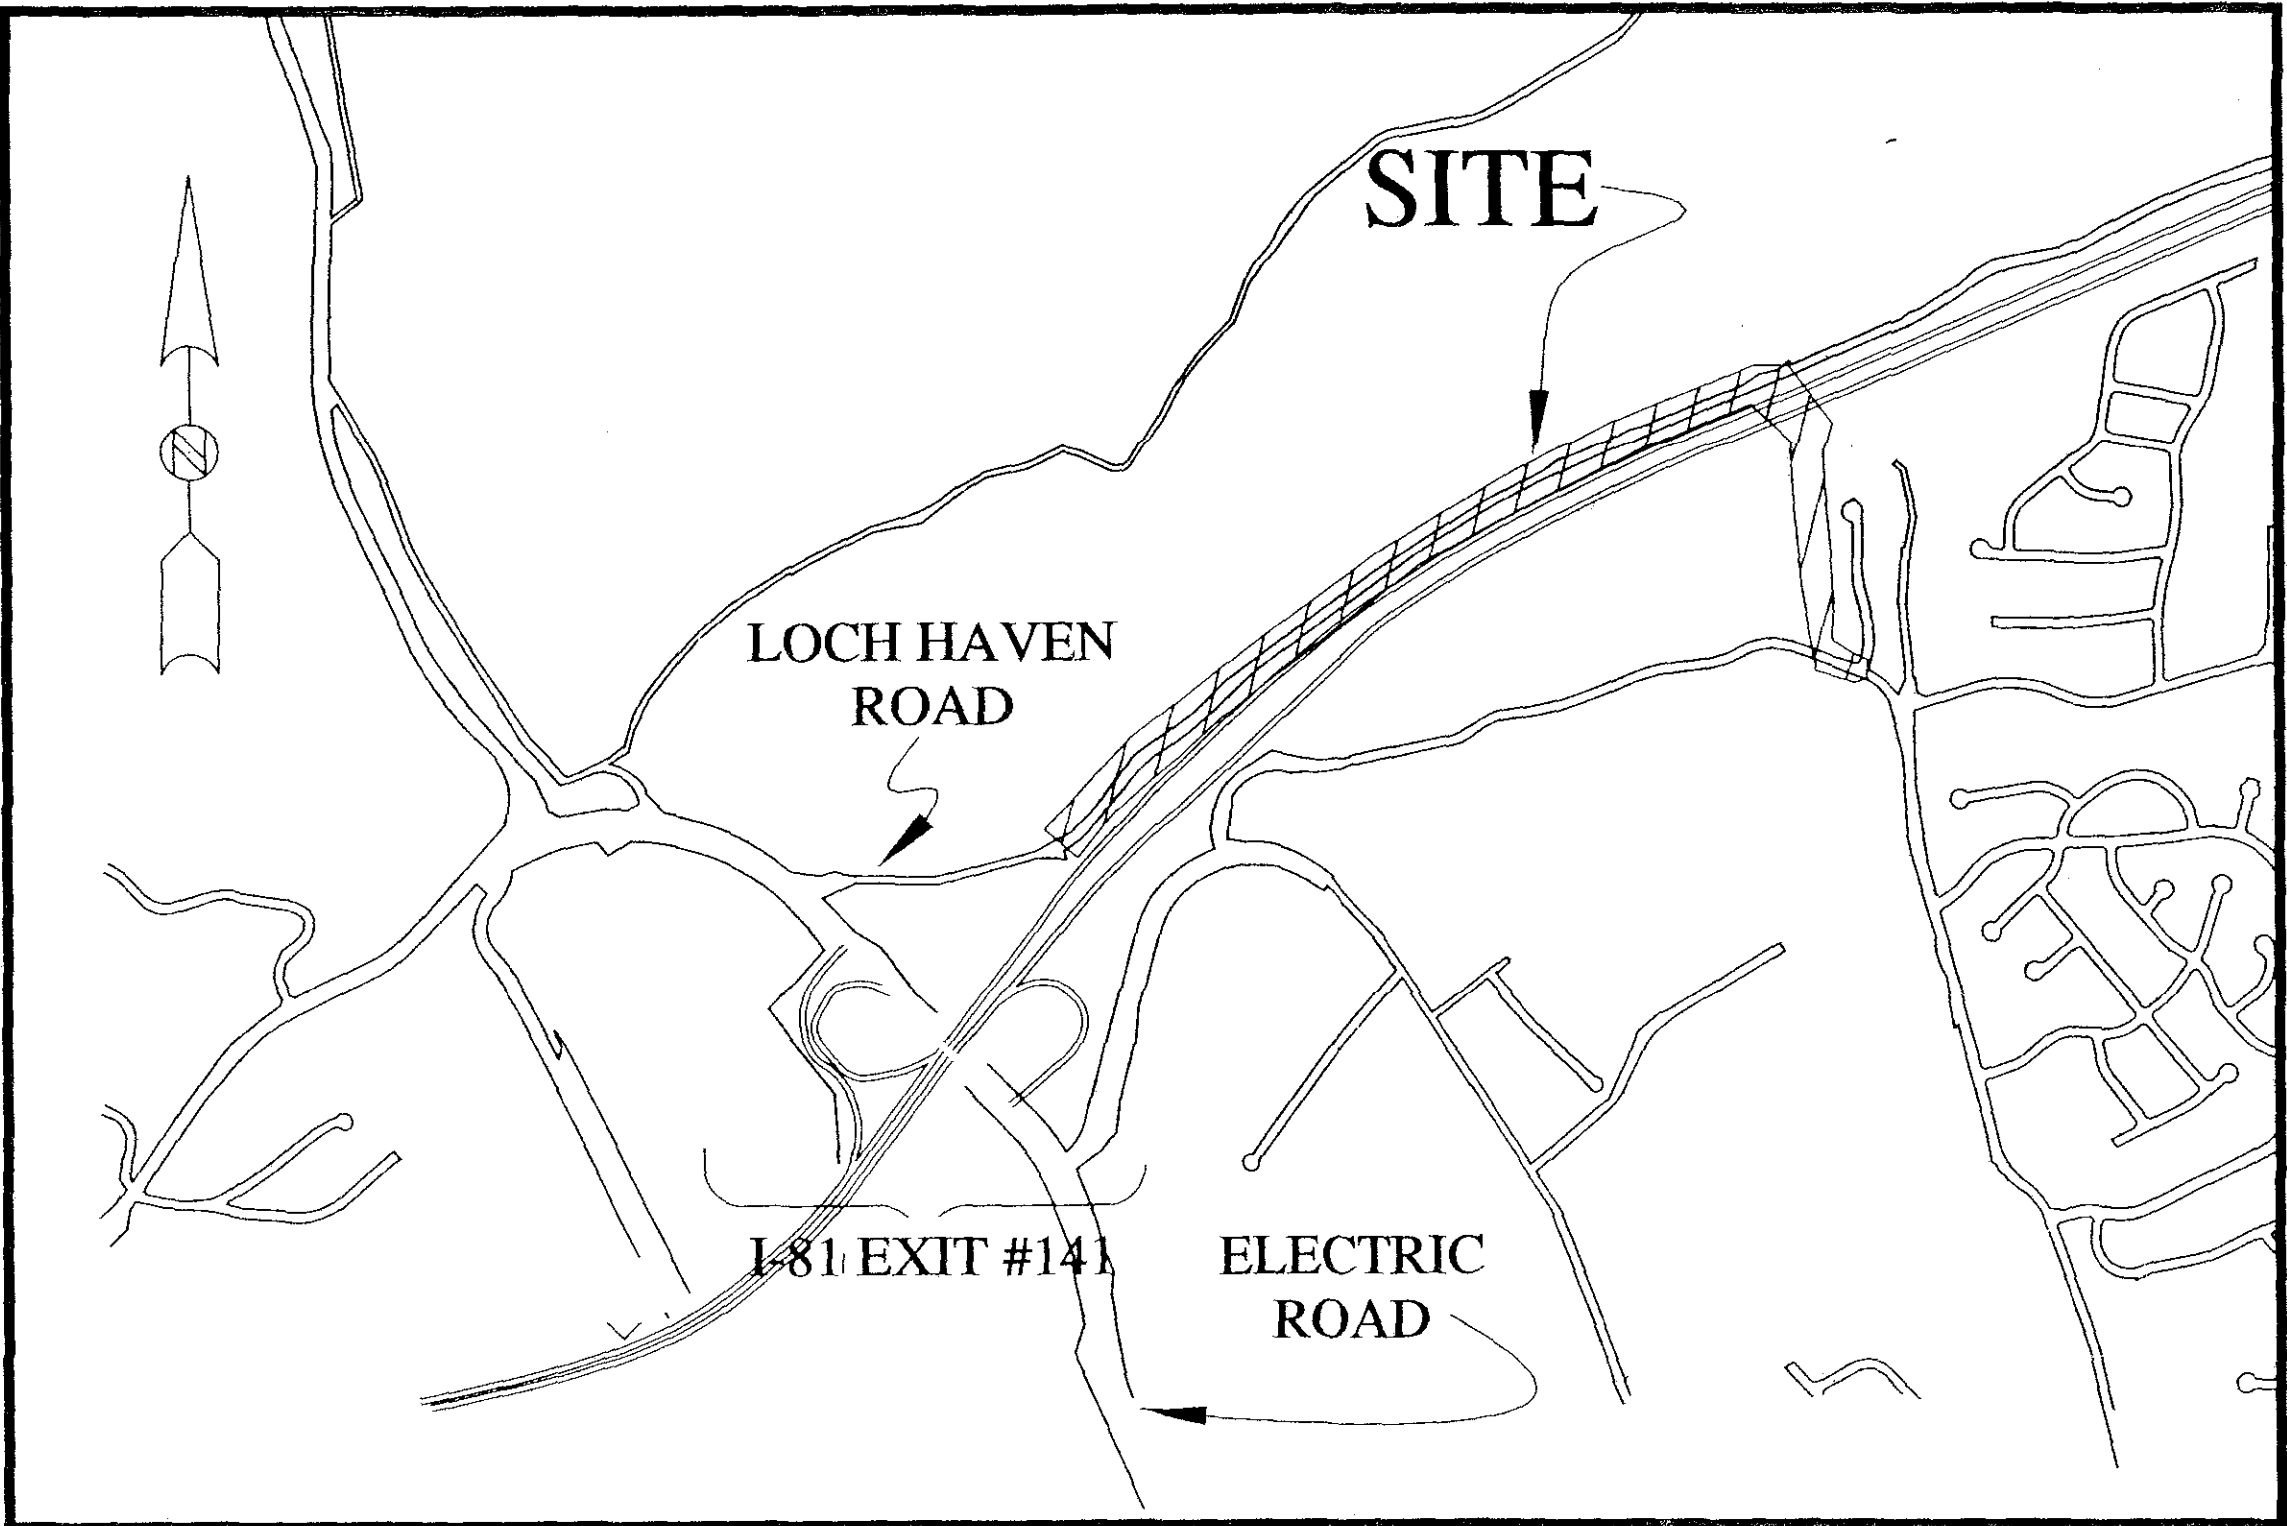 SITE
N
LOCH HAVEN
ROAD
I-81 EXIT #141
ELECTRIC
ROAD